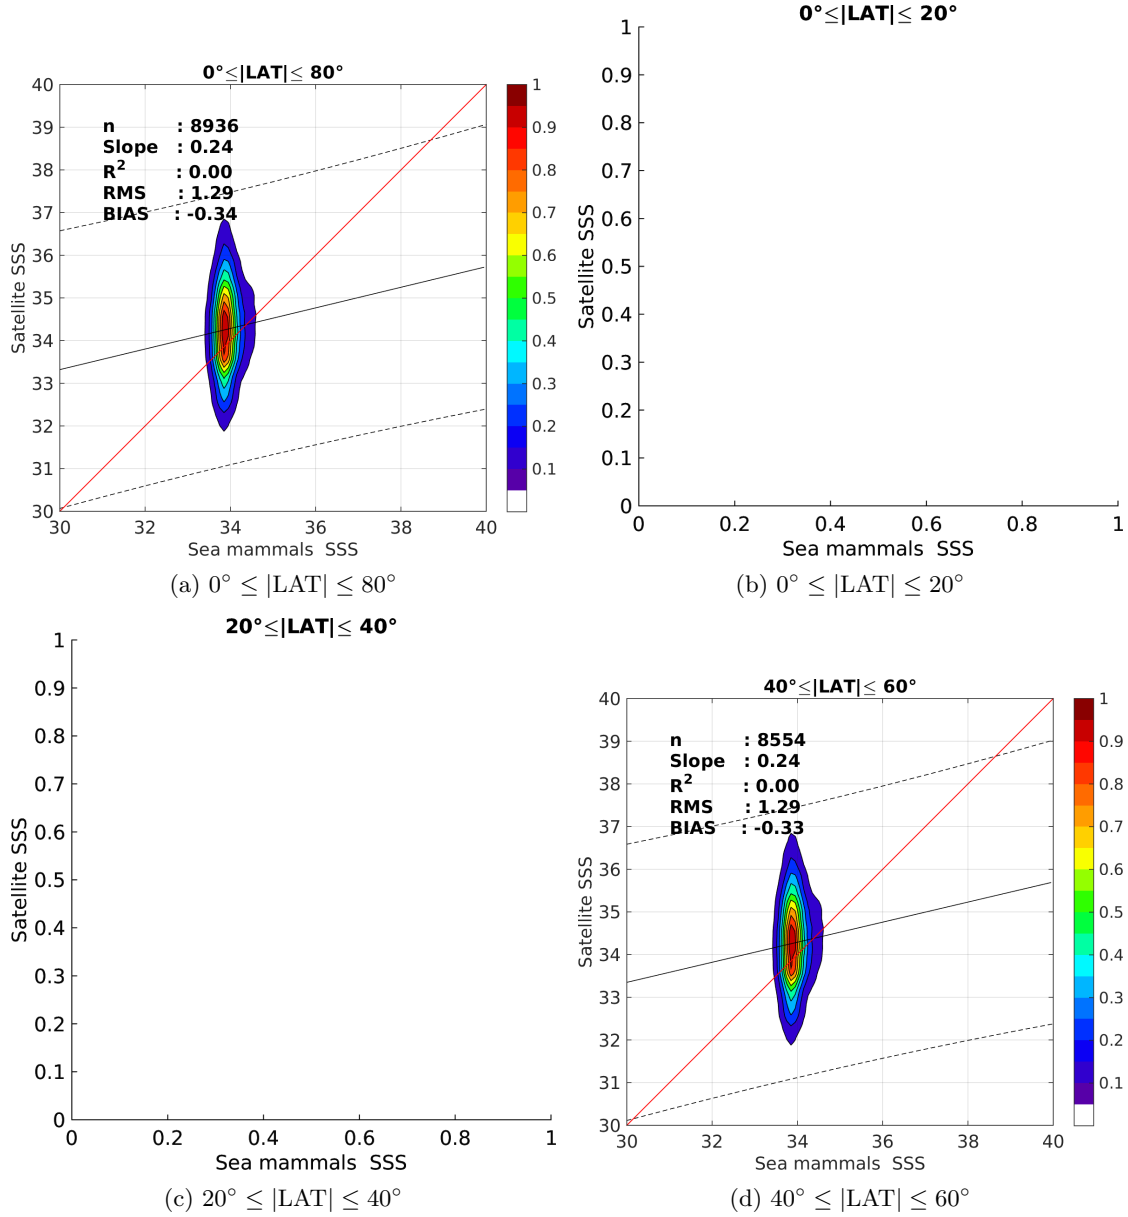 0°≤|LAT|≤ 80°
40
39
38
37
36
35
34
33
32
31
30
n : 8936
Slope : 0.24
R² : 0.00
RMS : 1.29
BIAS : -0.34
Satellite SSS
30 32 34 36 38 40
Sea mammals SSS
1
0.9
0.8
0.7
0.6
0.5
0.4
0.3
0.2
0.1
(a) 0° ≤ |LAT| ≤ 80°
0°≤|LAT|≤ 20°
1
0.9
0.8
0.7
0.6
0.5
0.4
0.3
0.2
0.1
0
Satellite SSS
0 0.2 0.4 0.6 0.8 1
Sea mammals SSS
(b) 0° ≤ |LAT| ≤ 20°
20°≤|LAT|≤ 40°
1
0.9
0.8
0.7
0.6
0.5
0.4
0.3
0.2
0.1
0
Satellite SSS
0 0.2 0.4 0.6 0.8 1
Sea mammals SSS
(c) 20° ≤ |LAT| ≤ 40°
40°≤|LAT|≤ 60°
40
39
38
37
36
35
34
33
32
31
30
n : 8554
Slope : 0.24
R² : 0.00
RMS : 1.29
BIAS : -0.33
Satellite SSS
30 32 34 36 38 40
Sea mammals SSS
1
0.9
0.8
0.7
0.6
0.5
0.4
0.3
0.2
0.1
(d) 40° ≤ |LAT| ≤ 60°